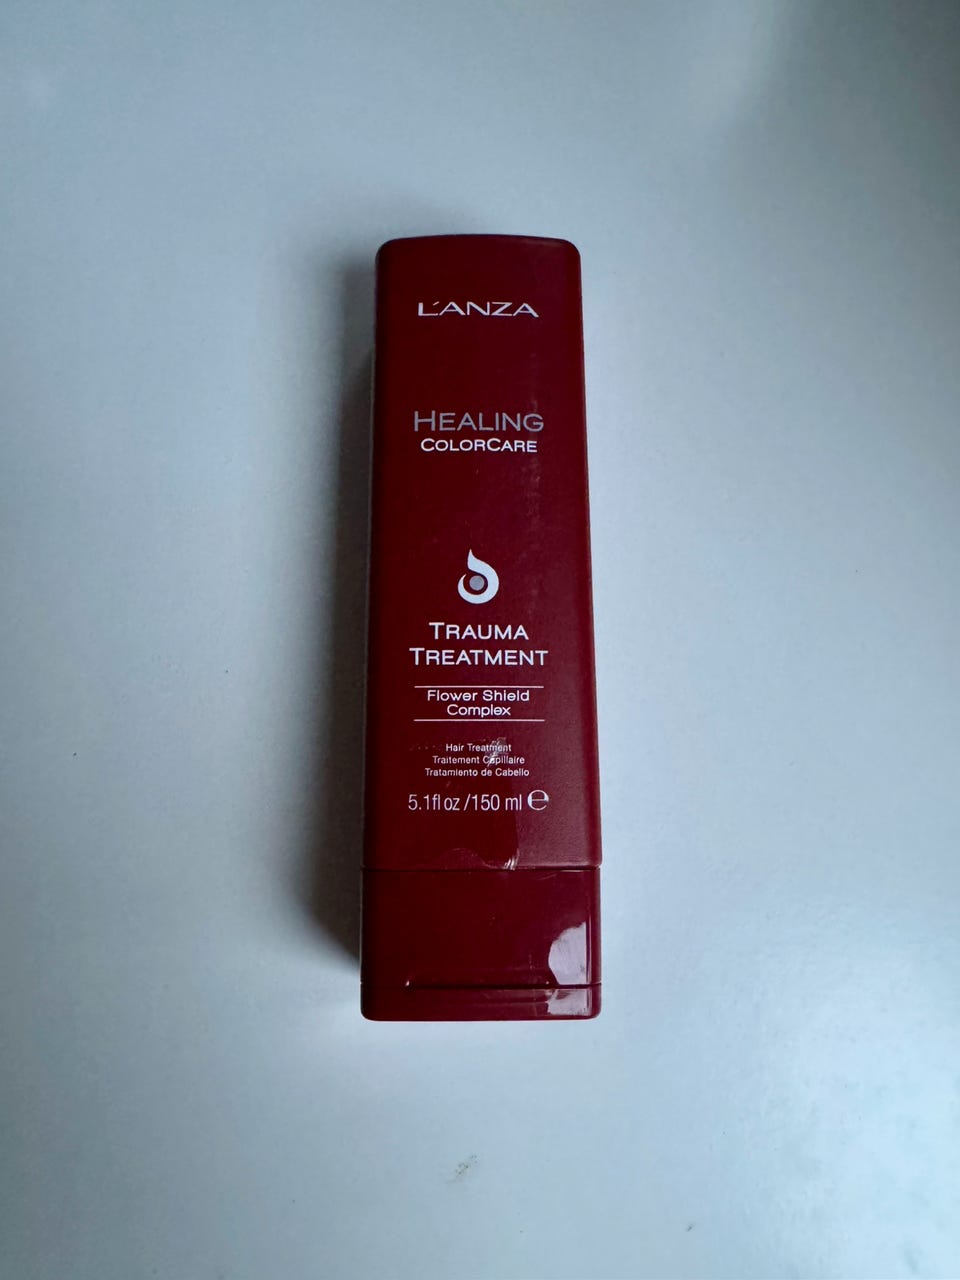 L'ANZA
HEALING
COLORCARE
TRAUMA
TREATMENT
Flower Shield
Complex
Hair Treatment
Traitement Capillaire
Tratamiento de Cabello
5.1fl oz /150 ml ℮